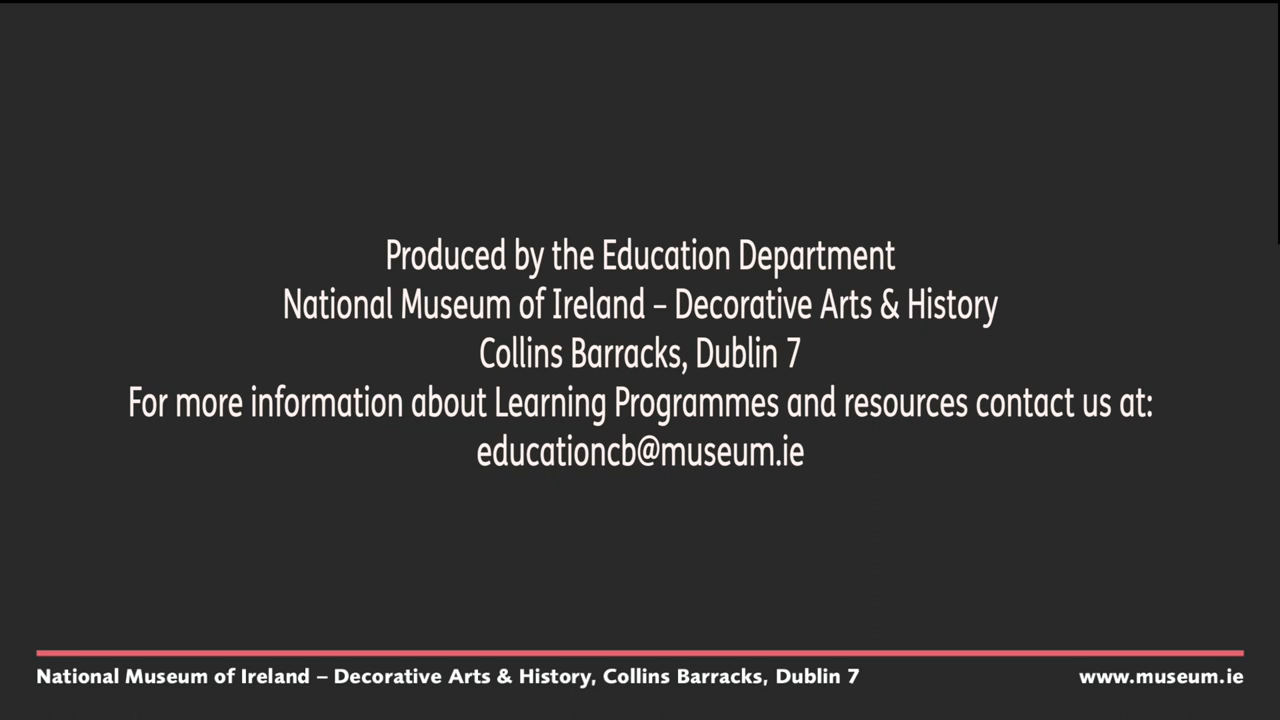 Produced by the Education Department
National Museum of Ireland – Decorative Arts & History
Collins Barracks, Dublin 7
For more information about Learning Programmes and resources contact us at:
educationcb@museum.ie
National Museum of Ireland – Decorative Arts & History, Collins Barracks, Dublin 7
www.museum.ie